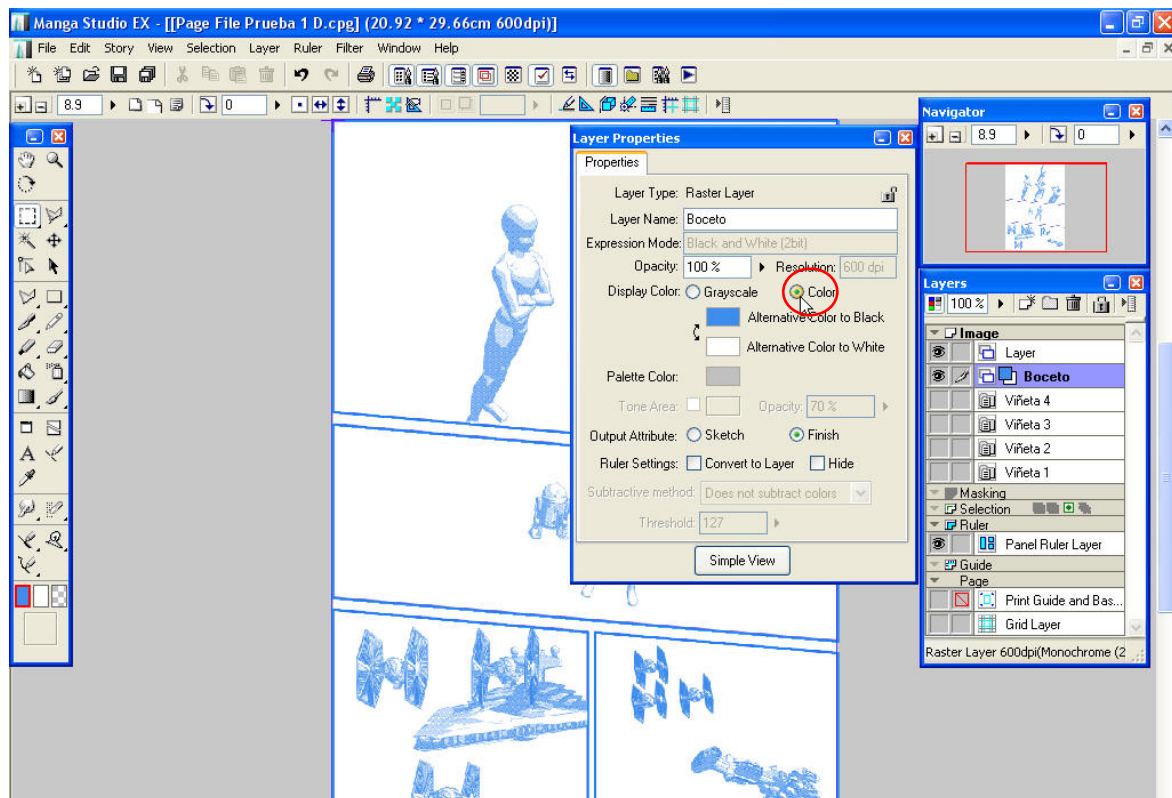 Manga Studio EX - [[Page File Prueba 1 D.cpg] (20.92 * 29.66cm 600dpi)]
File Edit Story View Selection Layer Ruler Filter Window Help
8.9 0
Layer Properties
Properties
Layer Type: Raster Layer
Layer Name: Boceto
Expression Mode: Black and White (2bit)
Opacity: 100 % Resolution: 600 dpi
Display Color: Grayscale Color
Alternative Color to Black
Alternative Color to White
Palette Color:
Tone Area: Opacity: 70 %
Output Attribute: Sketch Finish
Ruler Settings: Convert to Layer Hide
Subtractive method: Does not subtract colors
Threshold: 127
Simple View
Navigator
8.9 0
Layers
100 %
Image
Layer
Boceto
Viñeta 4
Viñeta 3
Viñeta 2
Viñeta 1
Masking
Selection
Ruler
Panel Ruler Layer
Guide
Page
Print Guide and Bas...
Grid Layer
Raster Layer 600dpi(Monochrome (2
A